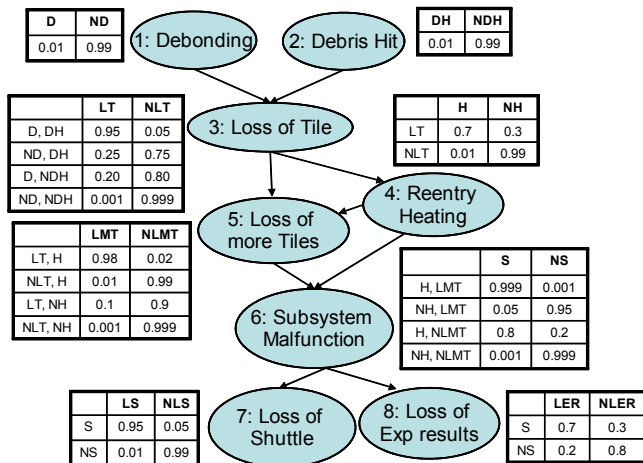 D ND
0.01 0.99
1: Debonding
2: Debris Hit
DH NDH
0.01 0.99
LT NLT
D, DH 0.95 0.05
ND, DH 0.25 0.75
D, NDH 0.20 0.80
ND, NDH 0.001 0.999
3: Loss of Tile
H NH
LT 0.7 0.3
NLT 0.01 0.99
4: Reentry
Heating
5: Loss of
more Tiles
LMT NLMT
LT, H 0.98 0.02
NLT, H 0.01 0.99
LT, NH 0.1 0.9
NLT, NH 0.001 0.999
S NS
H, LMT 0.999 0.001
NH, LMT 0.05 0.95
H, NLMT 0.8 0.2
NH, NLMT 0.001 0.999
6: Subsystem
Malfunction
LS NLS
S 0.95 0.05
NS 0.01 0.99
7: Loss of
Shuttle
8: Loss of
Exp results
LER NLER
S 0.7 0.3
NS 0.2 0.8